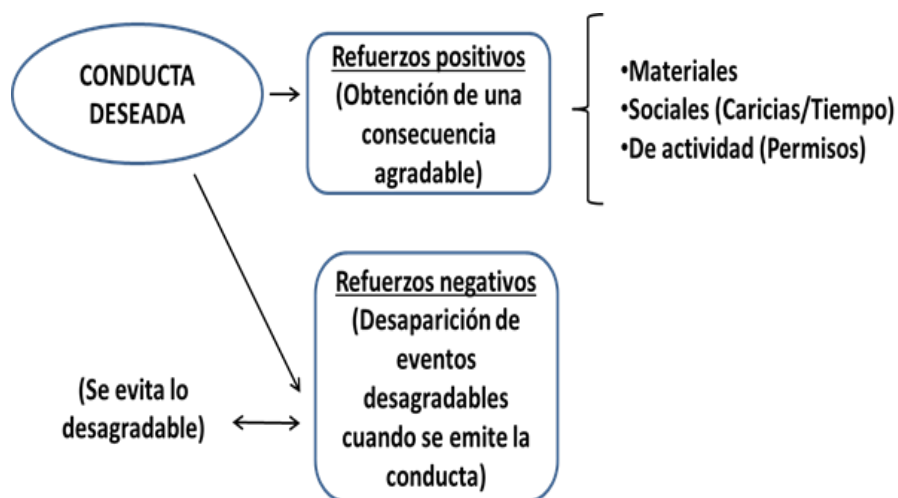 CONDUCTA
DESEADA
Refuerzos positivos
(Obtención de una
consecuencia
agradable)
•Materiales
•Sociales (Caricias/Tiempo)
•De actividad (Permisos)
Refuerzos negativos
(Desaparición de
eventos
desagradables
cuando se emite la
conducta)
(Se evita lo
desagradable)